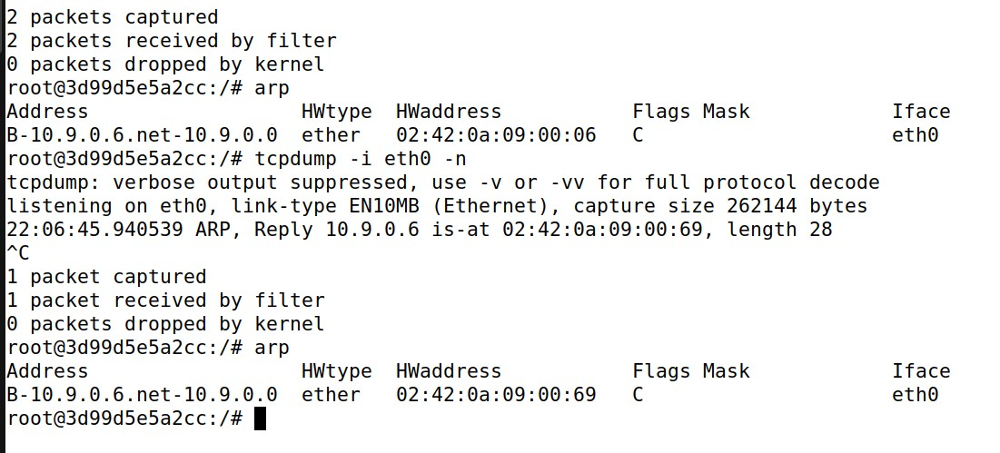 2 packets captured
2 packets received by filter
0 packets dropped by kernel
root@3d99d5e5a2cc:/# arp
Address                  HWtype  HWaddress           Flags Mask            Iface
B-10.9.0.6.net-10.9.0.0  ether   02:42:0a:09:00:06   C                     eth0
root@3d99d5e5a2cc:/# tcpdump -i eth0 -n
tcpdump: verbose output suppressed, use -v or -vv for full protocol decode
listening on eth0, link-type EN10MB (Ethernet), capture size 262144 bytes
22:06:45.940539 ARP, Reply 10.9.0.6 is-at 02:42:0a:09:00:69, length 28
^C
1 packet captured
1 packet received by filter
0 packets dropped by kernel
root@3d99d5e5a2cc:/# arp
Address                  HWtype  HWaddress           Flags Mask            Iface
B-10.9.0.6.net-10.9.0.0  ether   02:42:0a:09:00:69   C                     eth0
root@3d99d5e5a2cc:/#